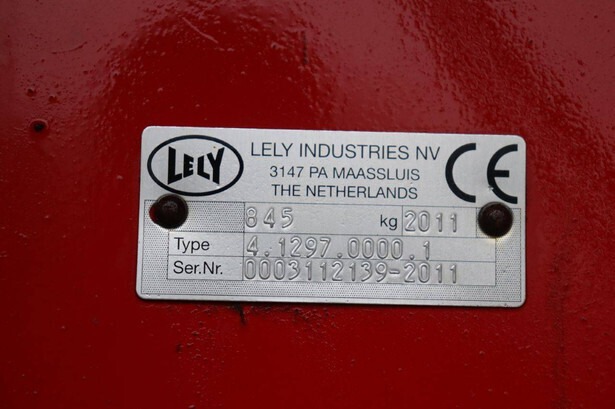 LELY
LELY INDUSTRIES NV
3147 PA MAASSLUIS
THE NETHERLANDS
CE
845 kg 2011
Type 4.1297.0000.1
Ser.Nr. 0003112139-2011